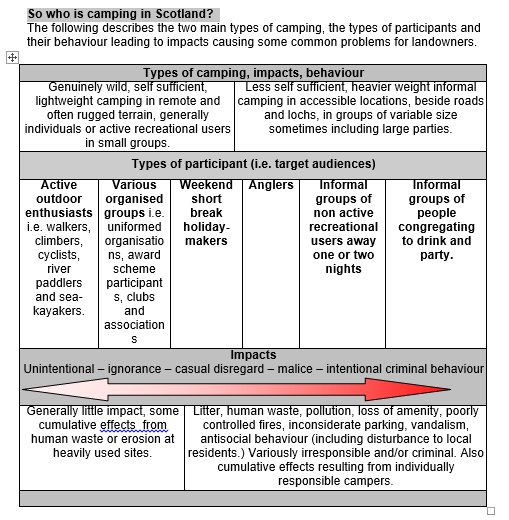 So who is camping in Scotland?
The following describes the two main types of camping, the types of participants and
their behaviour leading to impacts causing some common problems for landowners.
Types of camping, impacts, behaviour
Genuinely wild, self sufficient,
lightweight camping in remote and
often rugged terrain, generally
individuals or active recreational users
in small groups.
Less self sufficient, heavier weight informal
camping in accessible locations, beside roads
and lochs, in groups of variable size
sometimes including large parties.
Types of participant (i.e. target audiences)
Active
outdoor
enthusiasts
i.e. walkers,
climbers,
cyclists,
river
paddlers
and sea-
kayakers.
Various
organised
groups i.e.
uniformed
organisatio
ns, award
scheme
participant
s, clubs
and
association
s
Weekend
short
break
holiday-
makers
Anglers
Informal
groups of
non active
recreational
users away
one or two
nights
Informal
groups of
people
congregating
to drink and
party.
Impacts
Unintentional – ignorance – casual disregard – malice – intentional criminal behaviour
Generally little impact, some
cumulative effects from
human waste or erosion at
heavily used sites.
Litter, human waste, pollution, loss of amenity, poorly
controlled fires, inconsiderate parking, vandalism,
antisocial behaviour (including disturbance to local
residents.) Variously irresponsible and/or criminal. Also
cumulative effects resulting from individually
responsible campers.